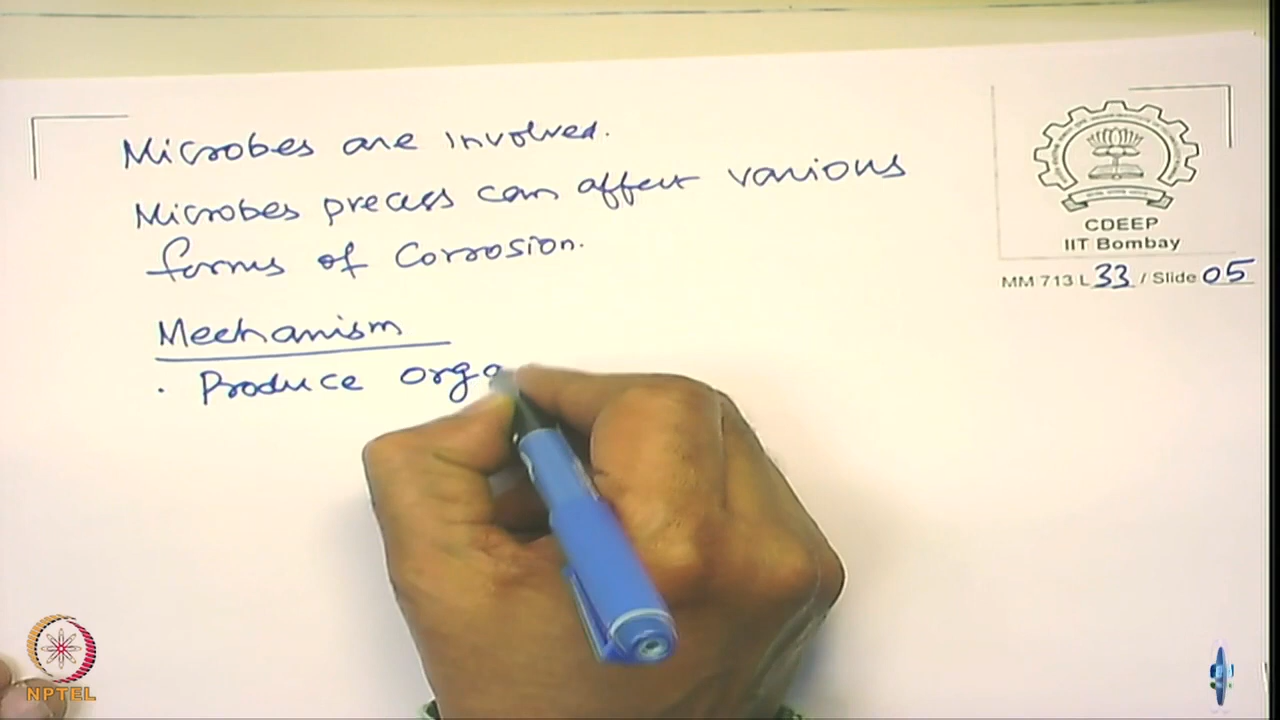 Microbes are involved.
Microbes precess can affect various
forms of Corrosion.
Mechanism
· Produce orga
CDEEP
IIT Bombay
MM 713 L 33 / Slide 05
NPTEL